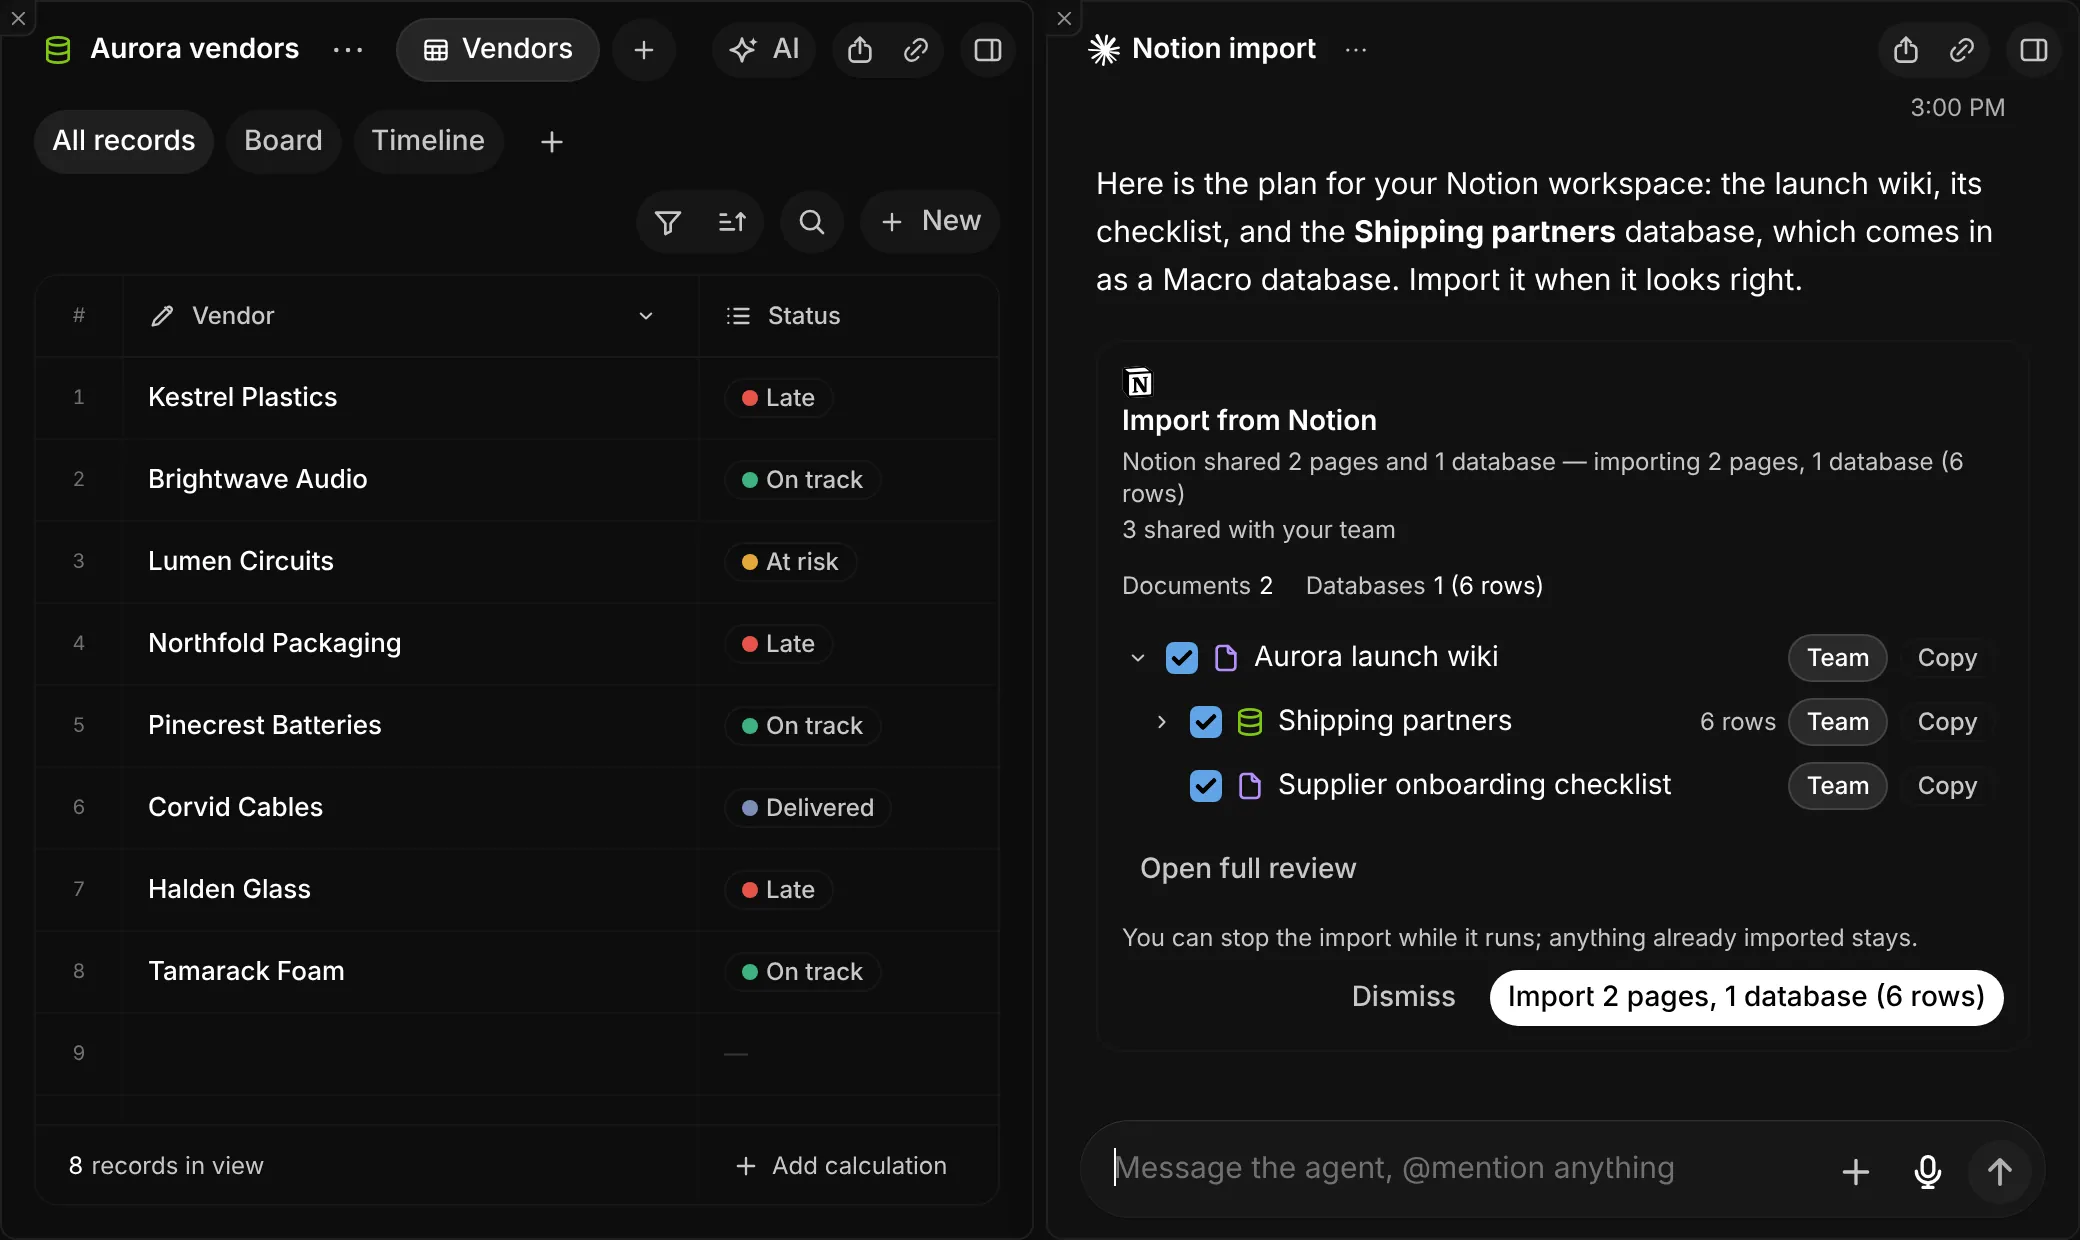 Aurora vendors
Vendors
AI
All records
Board
Timeline
New
#
Vendor
Status
1
Kestrel Plastics
Late
2
Brightwave Audio
On track
3
Lumen Circuits
At risk
4
Northfold Packaging
Late
5
Pinecrest Batteries
On track
6
Corvid Cables
Delivered
7
Halden Glass
Late
8
Tamarack Foam
On track
9
—
8 records in view
Add calculation
Notion import
3:00 PM
Here is the plan for your Notion workspace: the launch wiki, its
checklist, and the Shipping partners database, which comes in
as a Macro database. Import it when it looks right.
N
Import from Notion
Notion shared 2 pages and 1 database — importing 2 pages, 1 database (6
rows)
3 shared with your team
Documents 2 Databases 1 (6 rows)
Aurora launch wiki
Team
Copy
Shipping partners
6 rows
Team
Copy
Supplier onboarding checklist
Team
Copy
Open full review
You can stop the import while it runs; anything already imported stays.
Dismiss
Import 2 pages, 1 database (6 rows)
Message the agent, @mention anything